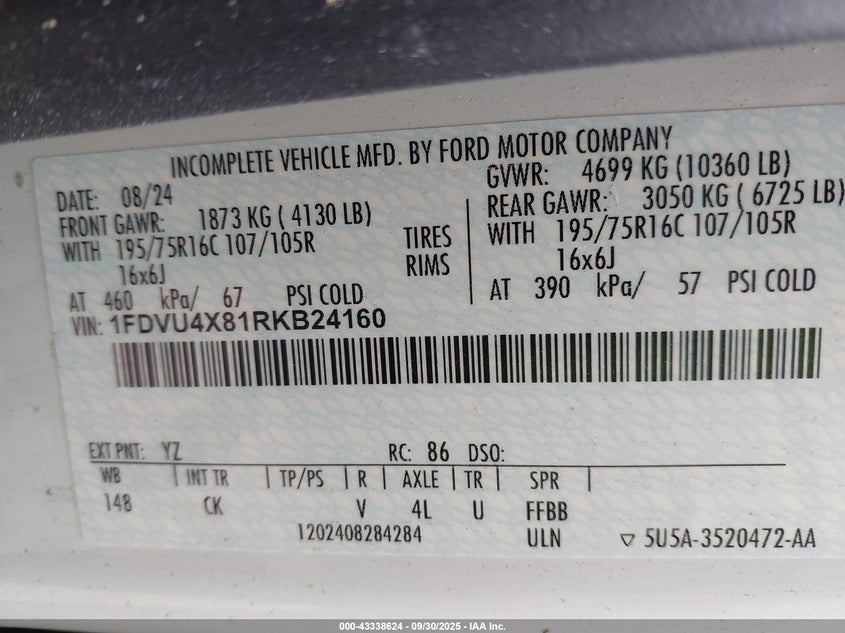 INCOMPLETE VEHICLE MFD. BY FORD MOTOR COMPANY
DATE: 08/24 GVWR: 4699 KG (10360 LB)
FRONT GAWR: 1873 KG ( 4130 LB) REAR GAWR: 3050 KG ( 6725 LB)
WITH 195/75R16C 107/105R TIRES WITH 195/75R16C 107/105R
16x6J RIMS 16x6J
AT 460 kPa/ 67 PSI COLD AT 390 kPa/ 57 PSI COLD
VIN: 1FDVU4X81RKB24160
EXT PNT: YZ RC: 86 DSO:
WB | INT TR | TP/PS | R | AXLE | TR | SPR |
148 CK V 4L U FFBB
1202408284284 ULN ▽ 5U5A-3520472-AA
000-43338624 - 09/30/2025 - IAA Inc.